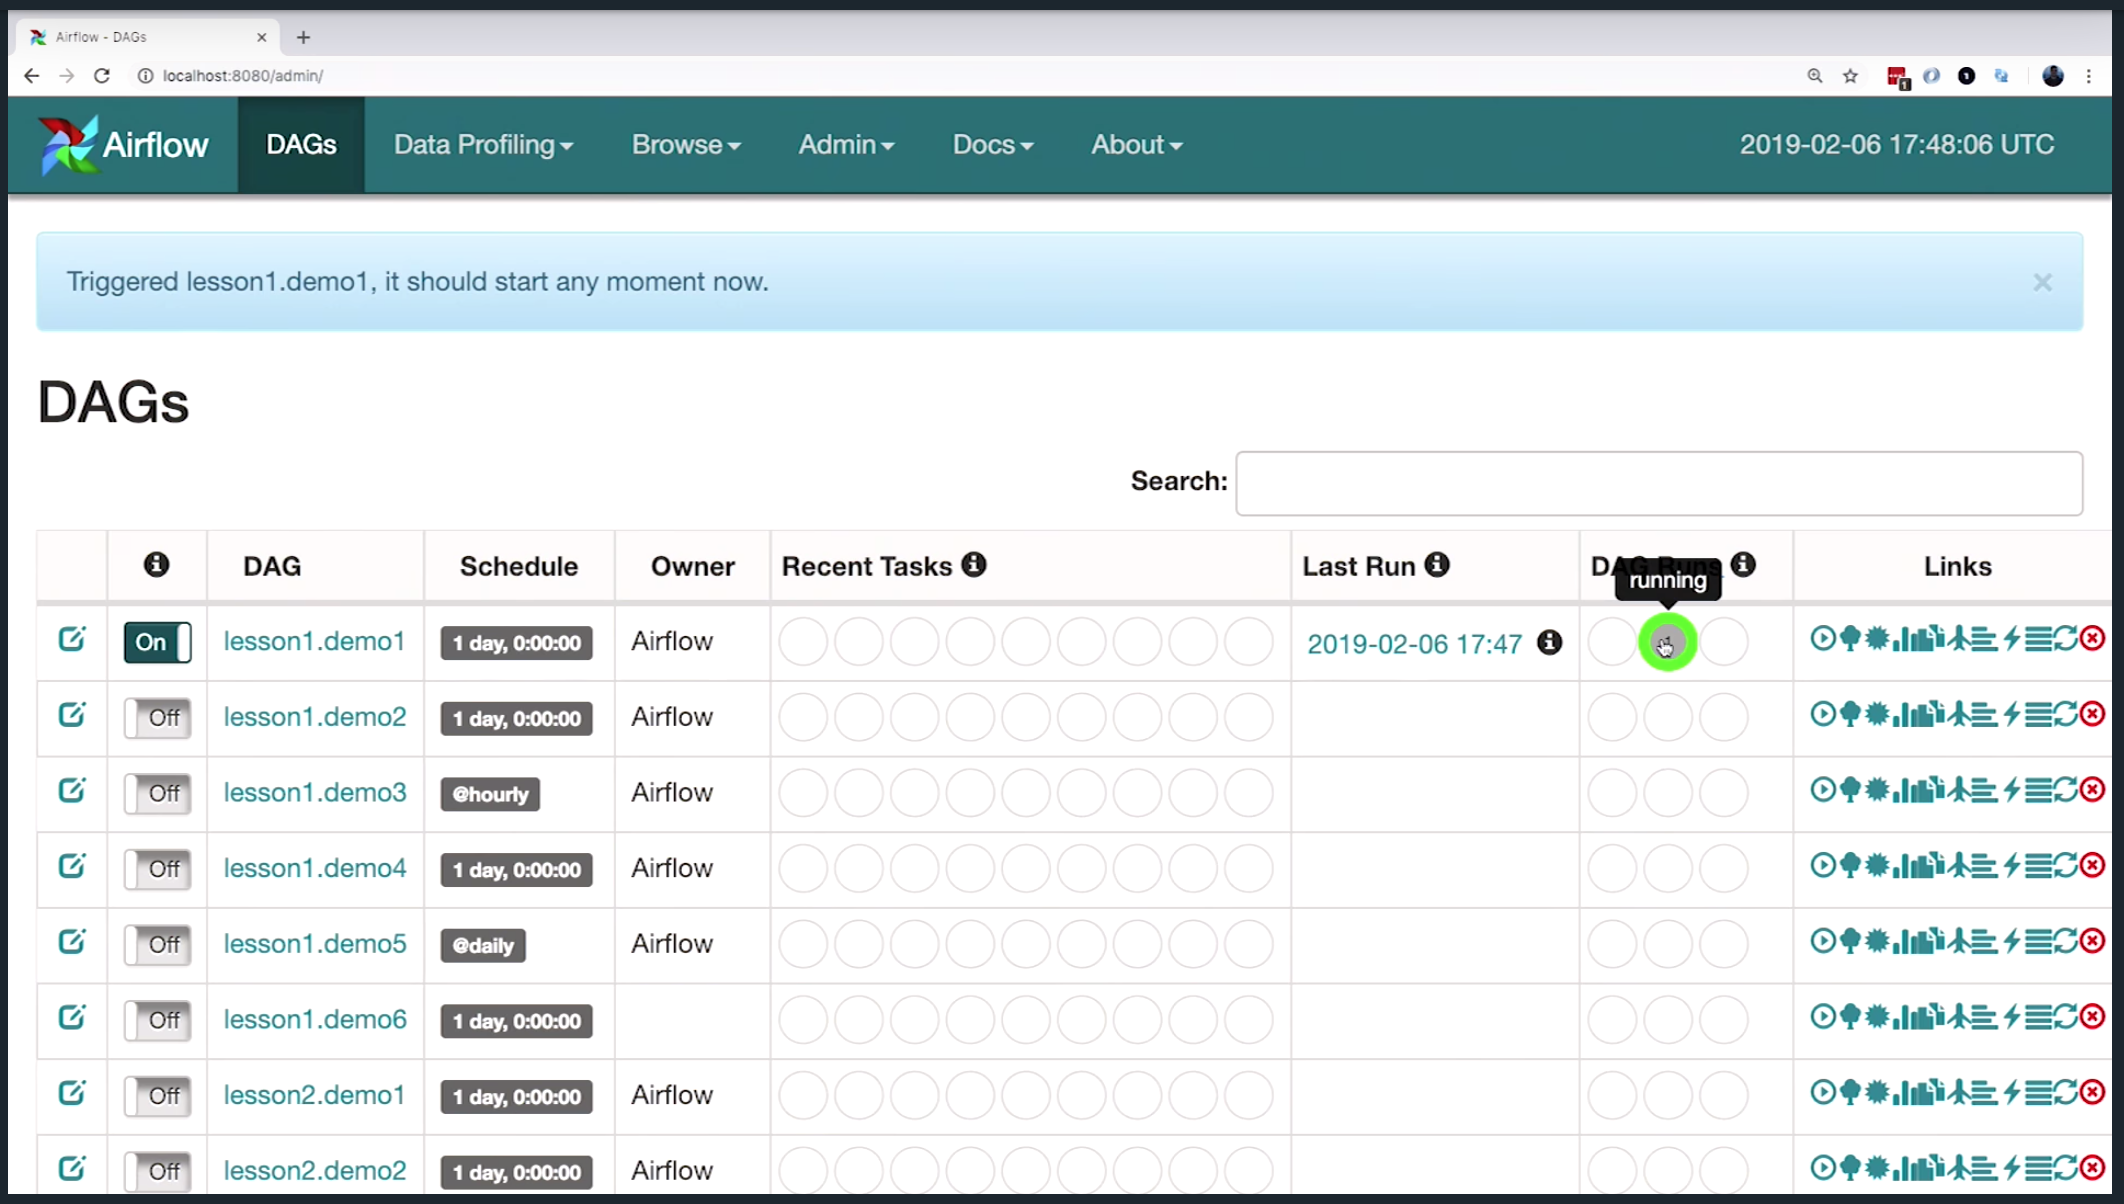 Airflow - DAGs
localhost:8080/admin/
Airflow DAGs Data Profiling Browse Admin Docs About 2019-02-06 17:48:06 UTC
Triggered lesson1.demo1, it should start any moment now.
DAGs
Search:
DAG Schedule Owner Recent Tasks Last Run DAG Runs Links
running
On lesson1.demo1 1 day, 0:00:00 Airflow 2019-02-06 17:47
Off lesson1.demo2 1 day, 0:00:00 Airflow
Off lesson1.demo3 @hourly Airflow
Off lesson1.demo4 1 day, 0:00:00 Airflow
Off lesson1.demo5 @daily Airflow
Off lesson1.demo6 1 day, 0:00:00
Off lesson2.demo1 1 day, 0:00:00 Airflow
Off lesson2.demo2 1 day, 0:00:00 Airflow